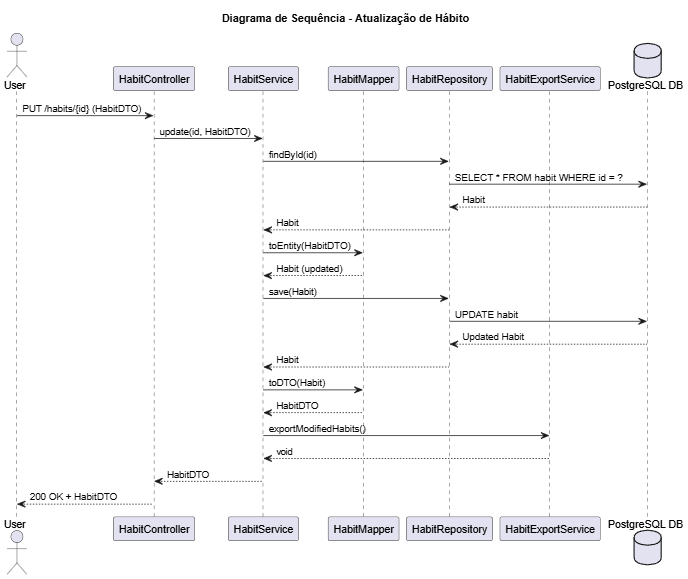 Diagrama de Sequência - Atualização de Hábito
User
HabitController
HabitService
HabitMapper
HabitRepository
HabitExportService
PostgreSQL DB
PUT /habits/{id} (HabitDTO)
update(id, HabitDTO)
findById(id)
SELECT * FROM habit WHERE id = ?
Habit
Habit
toEntity(HabitDTO)
Habit (updated)
save(Habit)
UPDATE habit
Updated Habit
Habit
toDTO(Habit)
HabitDTO
exportModifiedHabits()
void
HabitDTO
200 OK + HabitDTO
User
HabitController
HabitService
HabitMapper
HabitRepository
HabitExportService
PostgreSQL DB